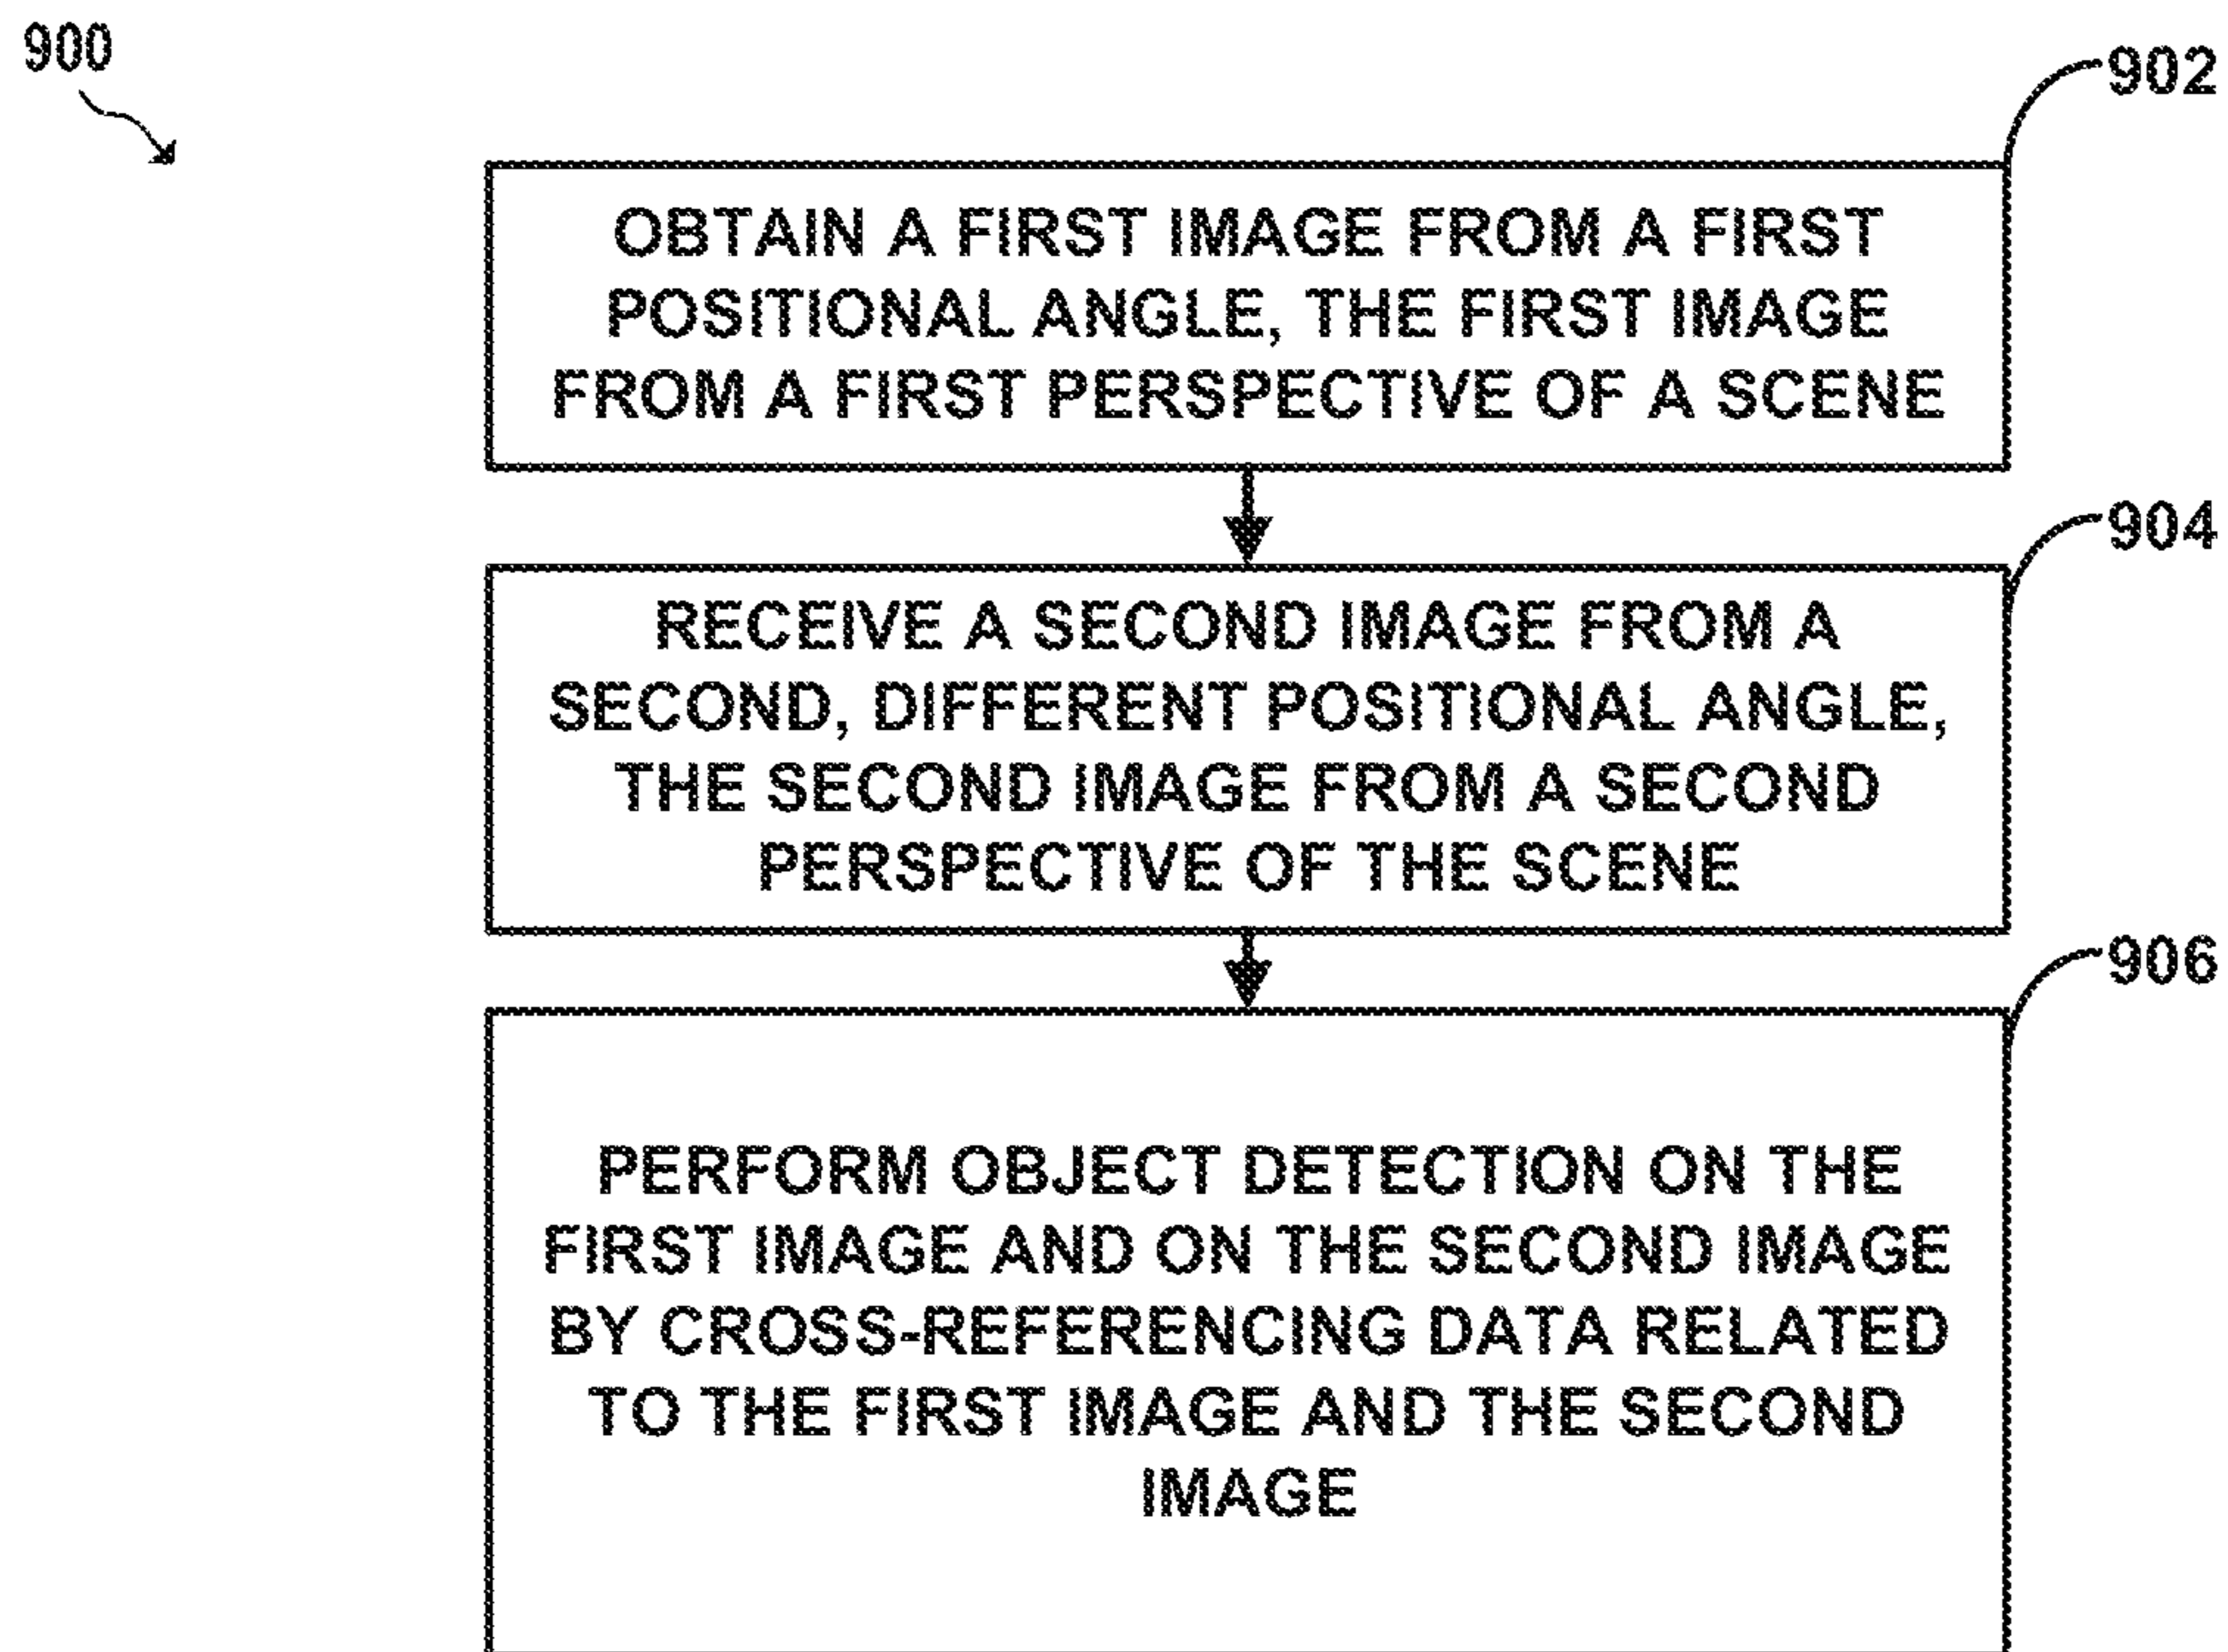 900
902
OBTAIN A FIRST IMAGE FROM A FIRST
POSITIONAL ANGLE, THE FIRST IMAGE
FROM A FIRST PERSPECTIVE OF A SCENE
904
RECEIVE A SECOND IMAGE FROM A
SECOND, DIFFERENT POSITIONAL ANGLE,
THE SECOND IMAGE FROM A SECOND
PERSPECTIVE OF THE SCENE
906
PERFORM OBJECT DETECTION ON THE
FIRST IMAGE AND ON THE SECOND IMAGE
BY CROSS-REFERENCING DATA RELATED
TO THE FIRST IMAGE AND THE SECOND
IMAGE